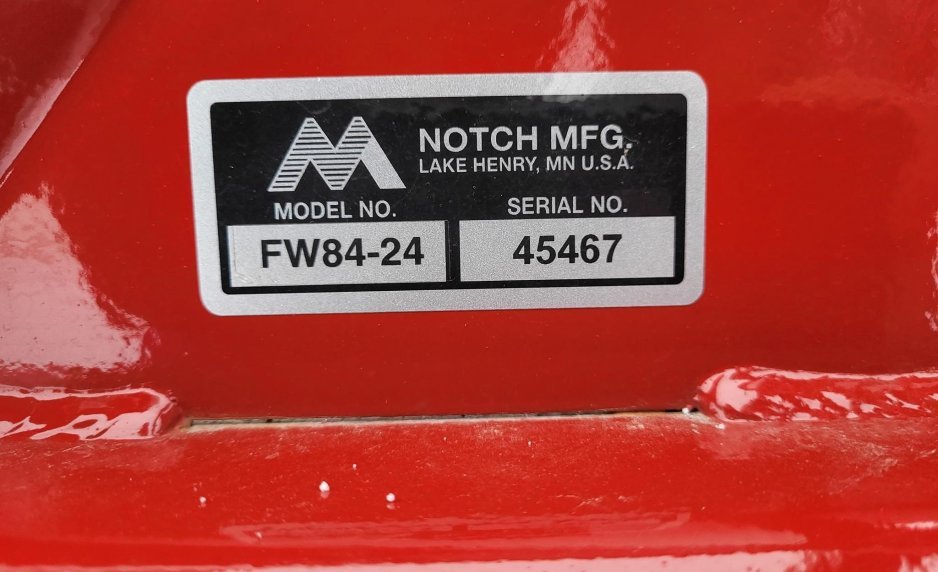 NOTCH MFG.
LAKE HENRY, MN U.S.A.
MODEL NO.
SERIAL NO.
FW84-24
45467